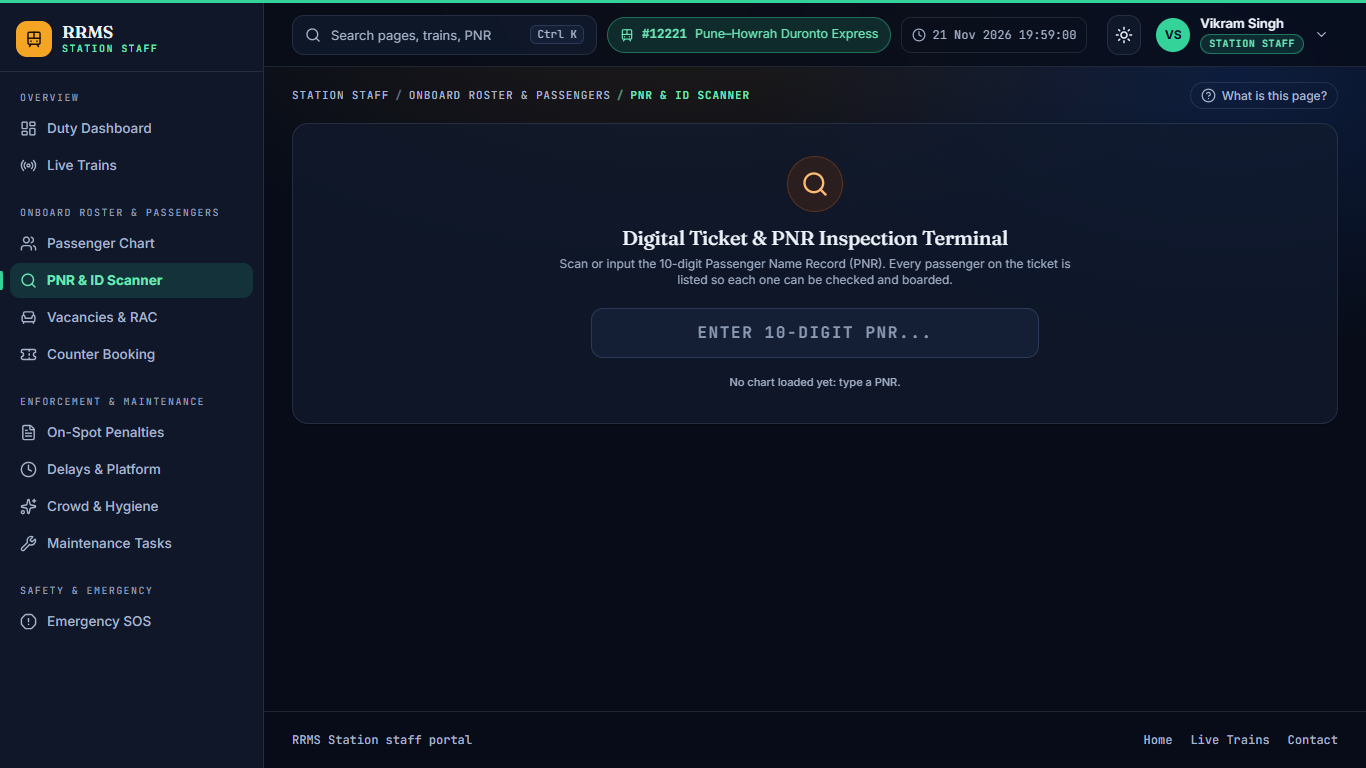 RRMS
STATION STAFF
Search pages, trains, PNR
Ctrl K
#12221 Pune–Howrah Duronto Express
21 Nov 2026 19:59:00
VS
Vikram Singh
STATION STAFF
OVERVIEW
Duty Dashboard
Live Trains
ONBOARD ROSTER & PASSENGERS
Passenger Chart
PNR & ID Scanner
Vacancies & RAC
Counter Booking
ENFORCEMENT & MAINTENANCE
On-Spot Penalties
Delays & Platform
Crowd & Hygiene
Maintenance Tasks
SAFETY & EMERGENCY
Emergency SOS
STATION STAFF / ONBOARD ROSTER & PASSENGERS / PNR & ID SCANNER
What is this page?
Digital Ticket & PNR Inspection Terminal
Scan or input the 10-digit Passenger Name Record (PNR). Every passenger on the ticket is
listed so each one can be checked and boarded.
ENTER 10-DIGIT PNR...
No chart loaded yet: type a PNR.
RRMS Station staff portal
Home
Live Trains
Contact